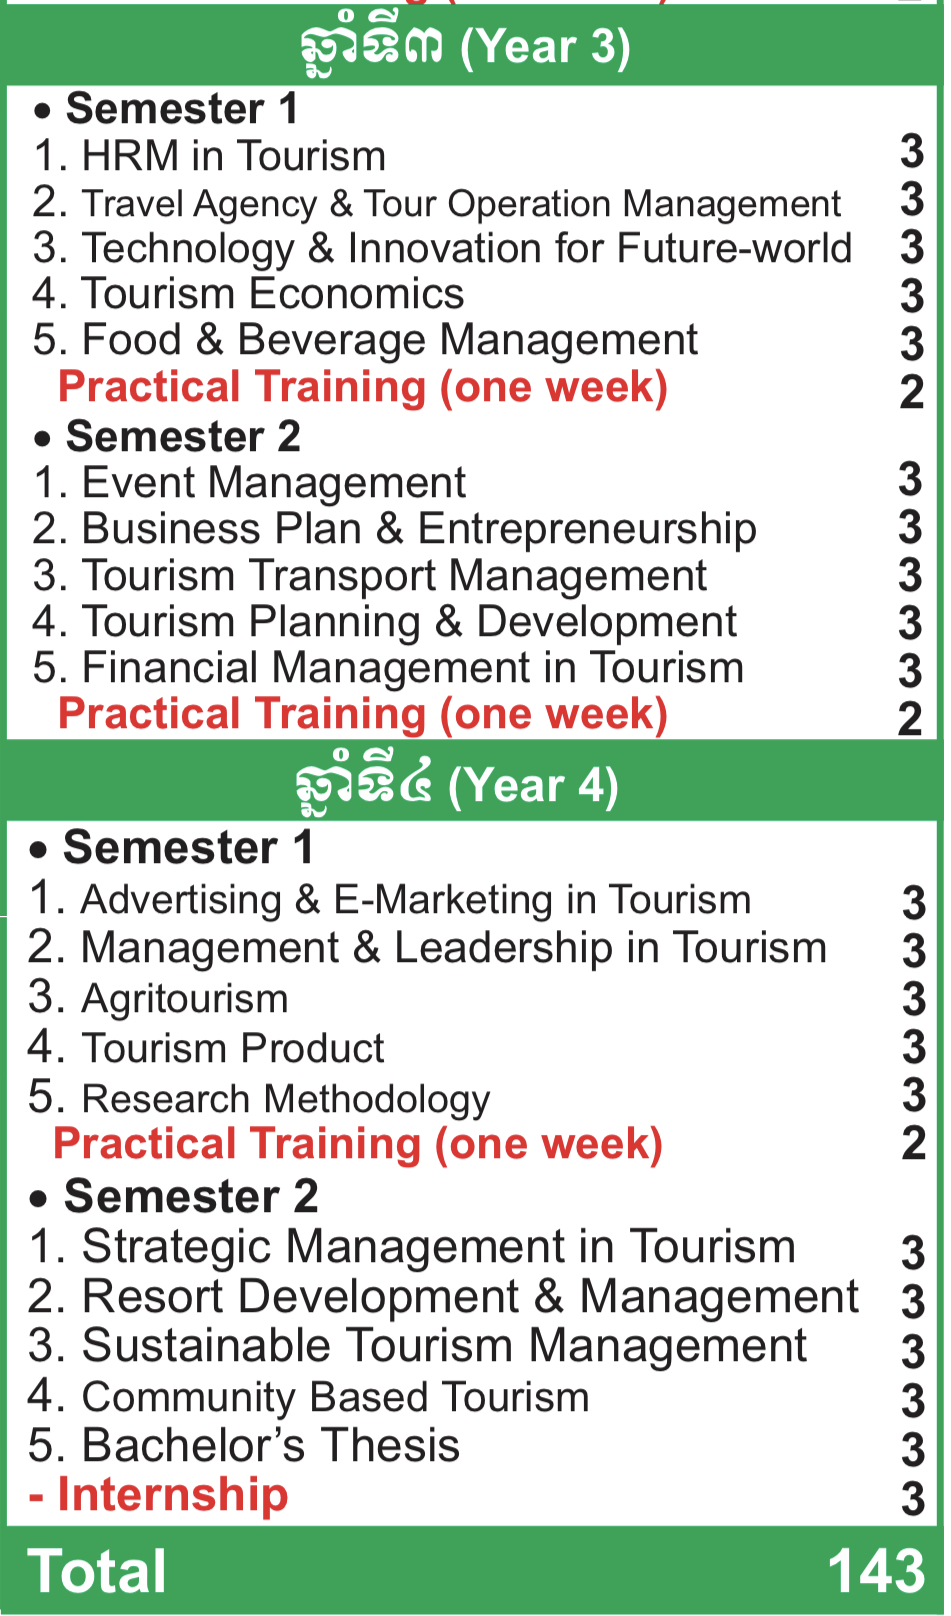 ឆ្នាំទី៣ (Year 3)
• Semester 1
1. HRM in Tourism 3
2. Travel Agency & Tour Operation Management 3
3. Technology & Innovation for Future-world 3
4. Tourism Economics 3
5. Food & Beverage Management 3
Practical Training (one week) 2
• Semester 2
1. Event Management 3
2. Business Plan & Entrepreneurship 3
3. Tourism Transport Management 3
4. Tourism Planning & Development 3
5. Financial Management in Tourism 3
Practical Training (one week) 2
ឆ្នាំទី៤ (Year 4)
• Semester 1
1. Advertising & E-Marketing in Tourism 3
2. Management & Leadership in Tourism 3
3. Agritourism 3
4. Tourism Product 3
5. Research Methodology 3
Practical Training (one week) 2
• Semester 2
1. Strategic Management in Tourism 3
2. Resort Development & Management 3
3. Sustainable Tourism Management 3
4. Community Based Tourism 3
5. Bachelor’s Thesis 3
- Internship 3
Total 143